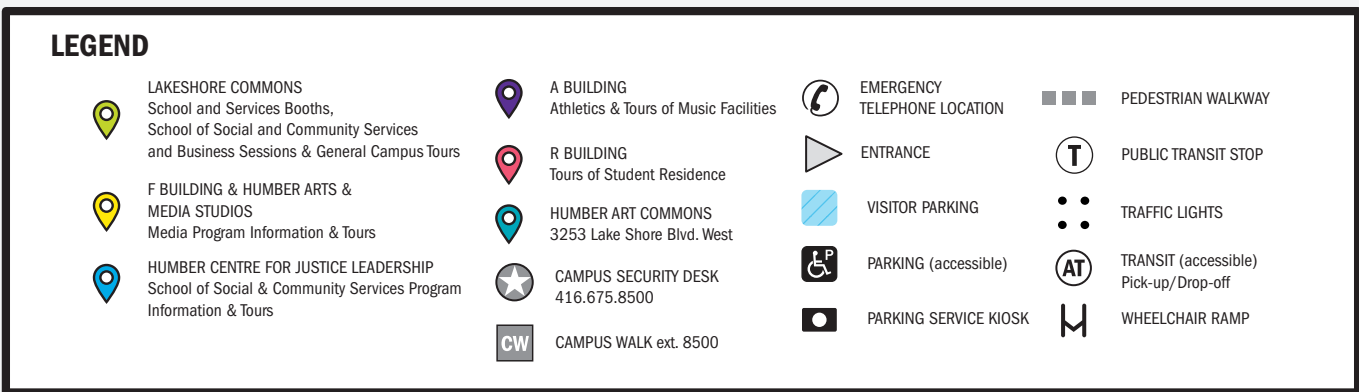 LEGEND
LAKESHORE COMMONS
School and Services Booths,
School of Social and Community Services
and Business Sessions & General Campus Tours
F BUILDING & HUMBER ARTS &
MEDIA STUDIOS
Media Program Information & Tours
HUMBER CENTRE FOR JUSTICE LEADERSHIP
School of Social & Community Services Program
Information & Tours
A BUILDING
Athletics & Tours of Music Facilities
R BUILDING
Tours of Student Residence
HUMBER ART COMMONS
3253 Lake Shore Blvd. West
CAMPUS SECURITY DESK
416.675.8500
CW
CAMPUS WALK ext. 8500
EMERGENCY
TELEPHONE LOCATION
ENTRANCE
VISITOR PARKING
P
PARKING (accessible)
PARKING SERVICE KIOSK
PEDESTRIAN WALKWAY
T
PUBLIC TRANSIT STOP
TRAFFIC LIGHTS
AT
TRANSIT (accessible)
Pick-up/Drop-off
WHEELCHAIR RAMP